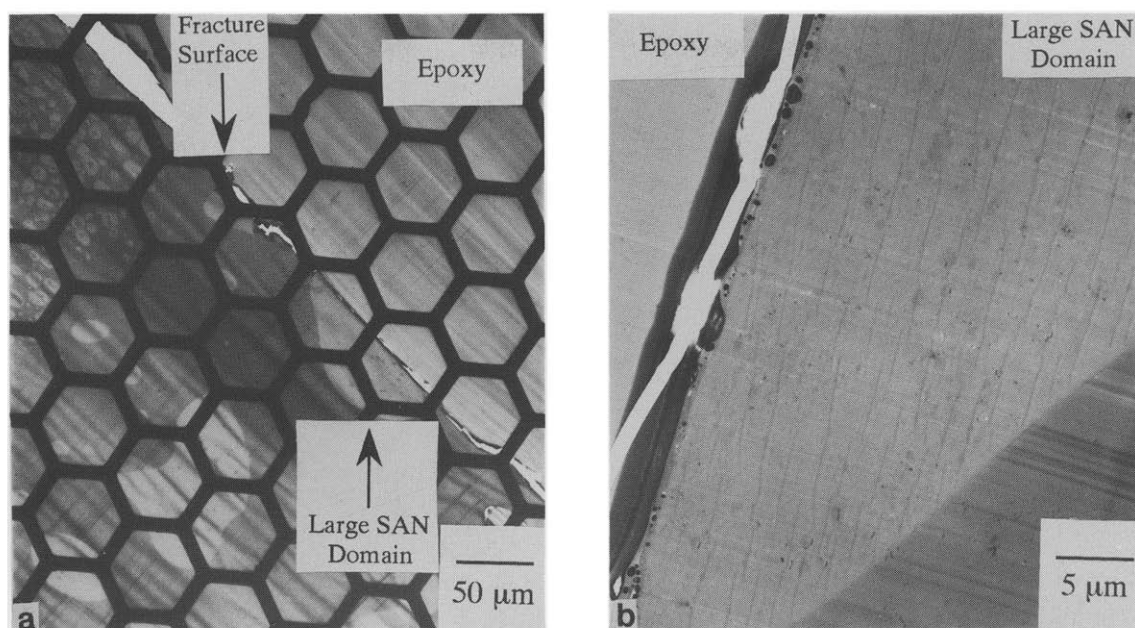 Fracture
Surface
Epoxy
Large SAN
Domain
50 μm
a
Epoxy
Large SAN
Domain
5 μm
b